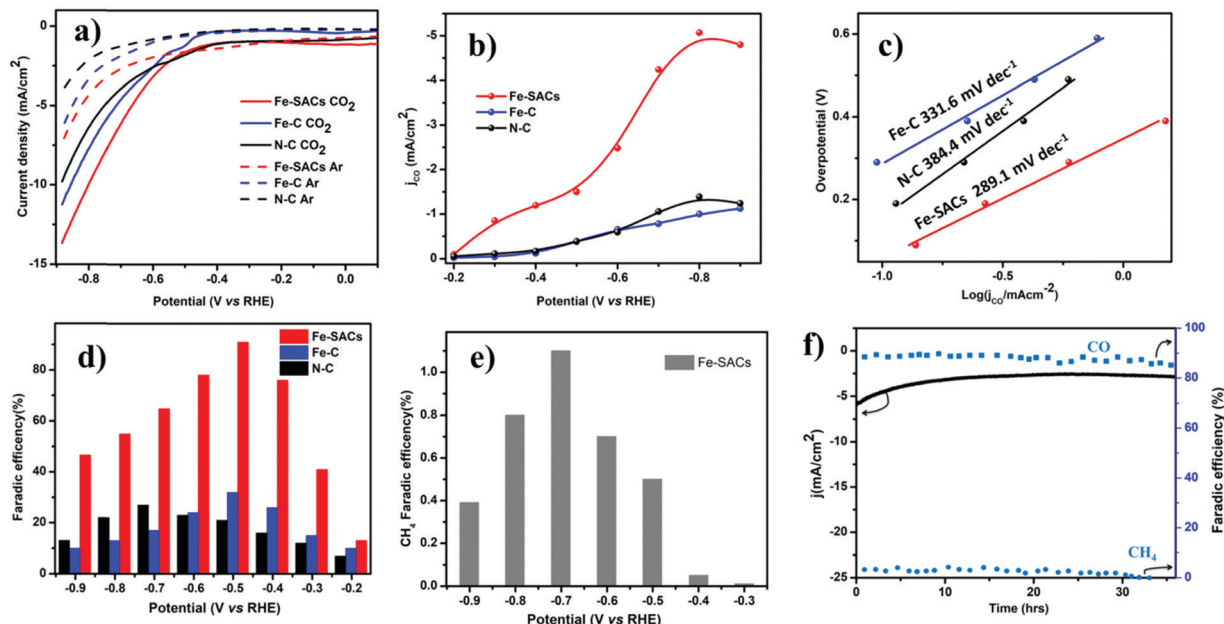 a)
Current density (mA/cm2)
0
-5
-10
-15
Fe-SACs CO2
Fe-C CO2
N-C CO2
Fe-SACs Ar
Fe-C Ar
N-C Ar
-0.8 -0.6 -0.4 -0.2 0.0
Potential (V vs RHE)
b)
jCO (mA/cm2)
-5
-4
-3
-2
-1
0
Fe-SACs
Fe-C
N-C
-0.2 -0.3 -0.4 -0.5 -0.6 -0.7 -0.8 -0.9
Potential (V vs RHE)
c)
Overpotential (V)
0.6
0.4
0.2
Fe-C 331.6 mV dec-1
N-C 384.4 mV dec-1
Fe-SACs 289.1 mV dec-1
-1.0 -0.5 0.0
Log(jCO/mAcm-2)
d)
Faradic efficency(%)
80
60
40
20
0
Fe-SACs
Fe-C
N-C
-0.9 -0.8 -0.7 -0.6 -0.5 -0.4 -0.3 -0.2
Potential (V vs RHE)
e)
CH4 Faradic efficency(%)
1.0
0.8
0.6
0.4
0.2
0.0
Fe-SACs
-0.9 -0.8 -0.7 -0.6 -0.5 -0.4 -0.3
Potential (V vs RHE)
f)
j(mA/cm2)
0
-5
-10
-15
-20
-25
CO
CH4
0 10 20 30
Time (hrs)
100
80
60
40
20
0
Faradic efficiency (%)